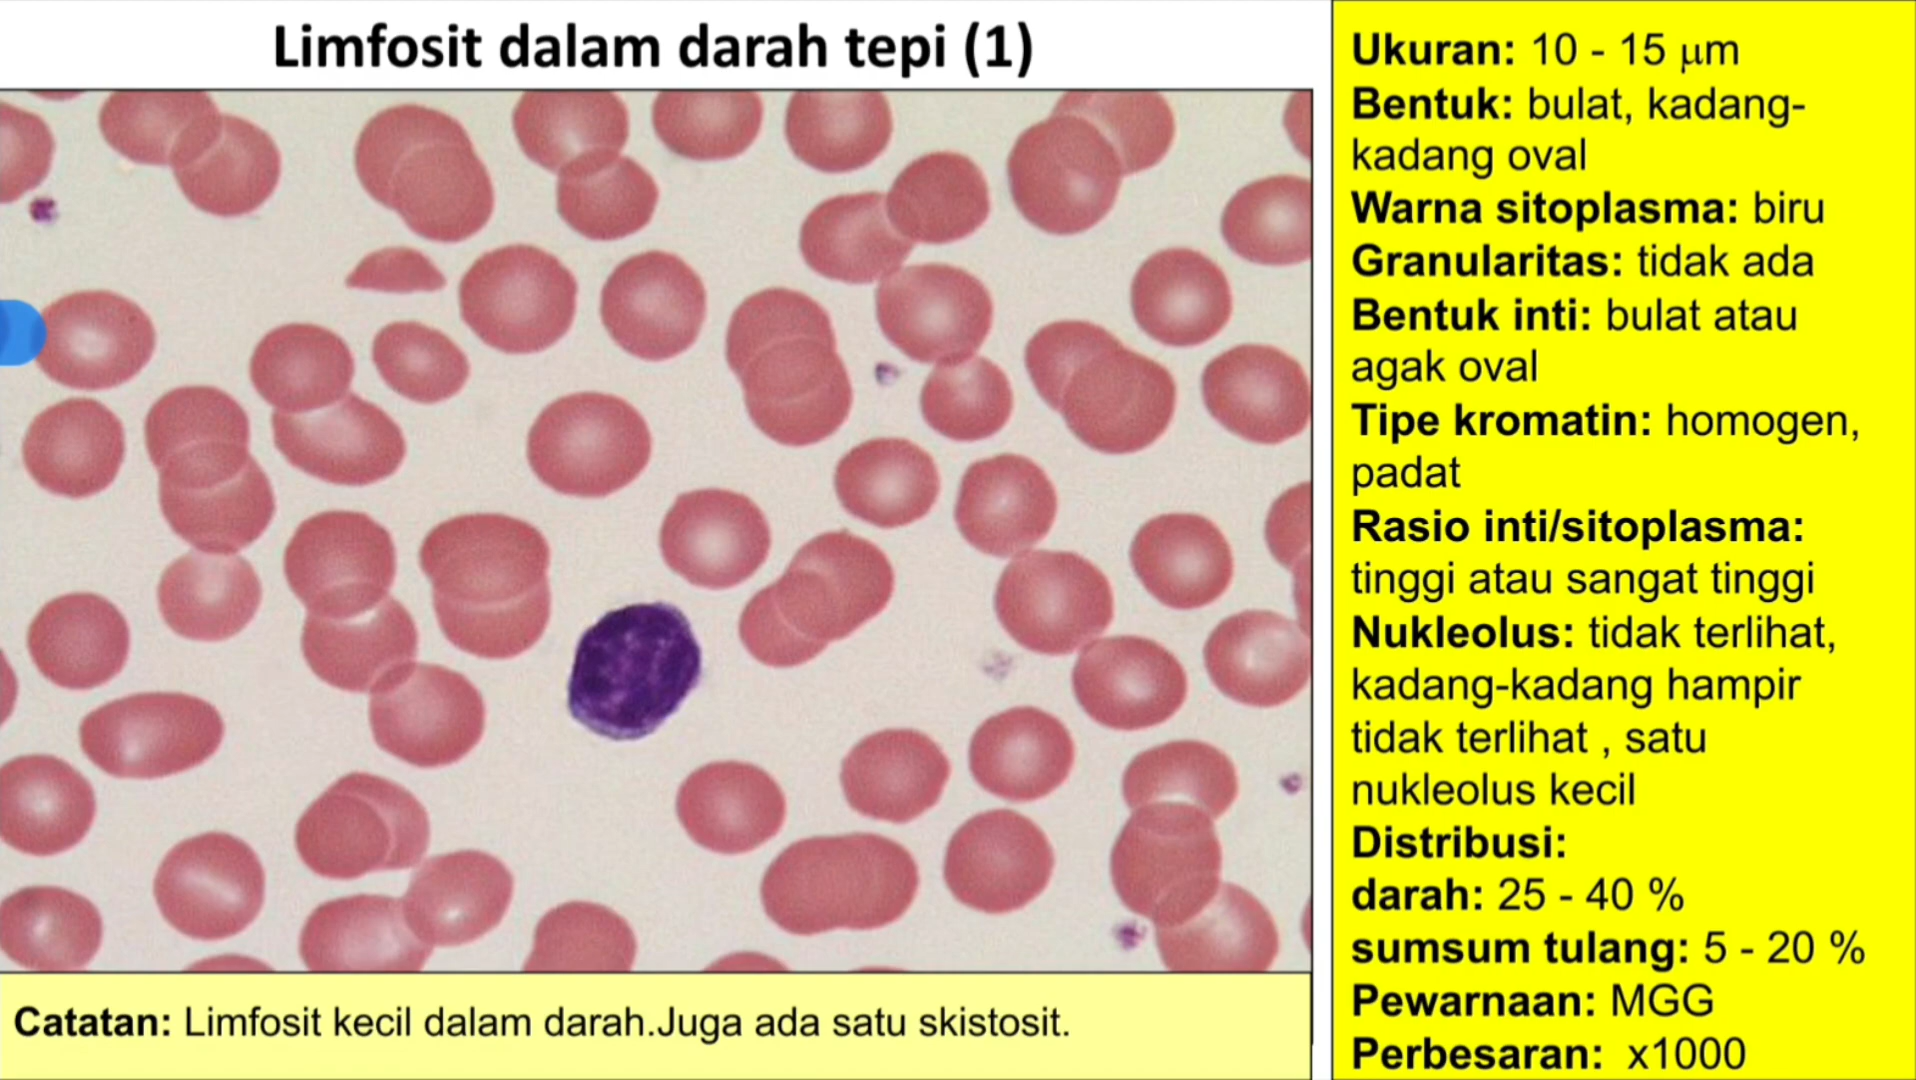 Limfosit dalam darah tepi (1)
Ukuran: 10 - 15 μm
Bentuk: bulat, kadang-
kadang oval
Warna sitoplasma: biru
Granularitas: tidak ada
Bentuk inti: bulat atau
agak oval
Tipe kromatin: homogen,
padat
Rasio inti/sitoplasma:
tinggi atau sangat tinggi
Nukleolus: tidak terlihat,
kadang-kadang hampir
tidak terlihat , satu
nukleolus kecil
Distribusi:
darah: 25 - 40 %
sumsum tulang: 5 - 20 %
Pewarnaan: MGG
Perbesaran: x1000
Catatan: Limfosit kecil dalam darah.Juga ada satu skistosit.